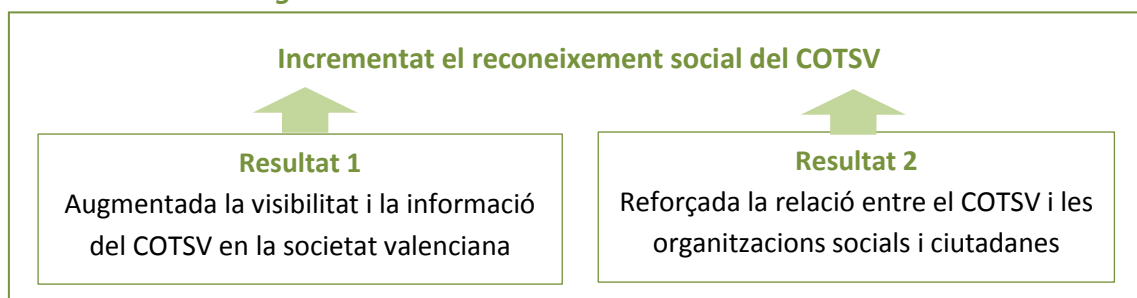 Incrementat el reconeixement social del COTSV
Resultat 1
Augmentada la visibilitat i la informació
del COTSV en la societat valenciana
Resultat 2
Reforçada la relació entre el COTSV i les
organitzacions socials i ciutadanes